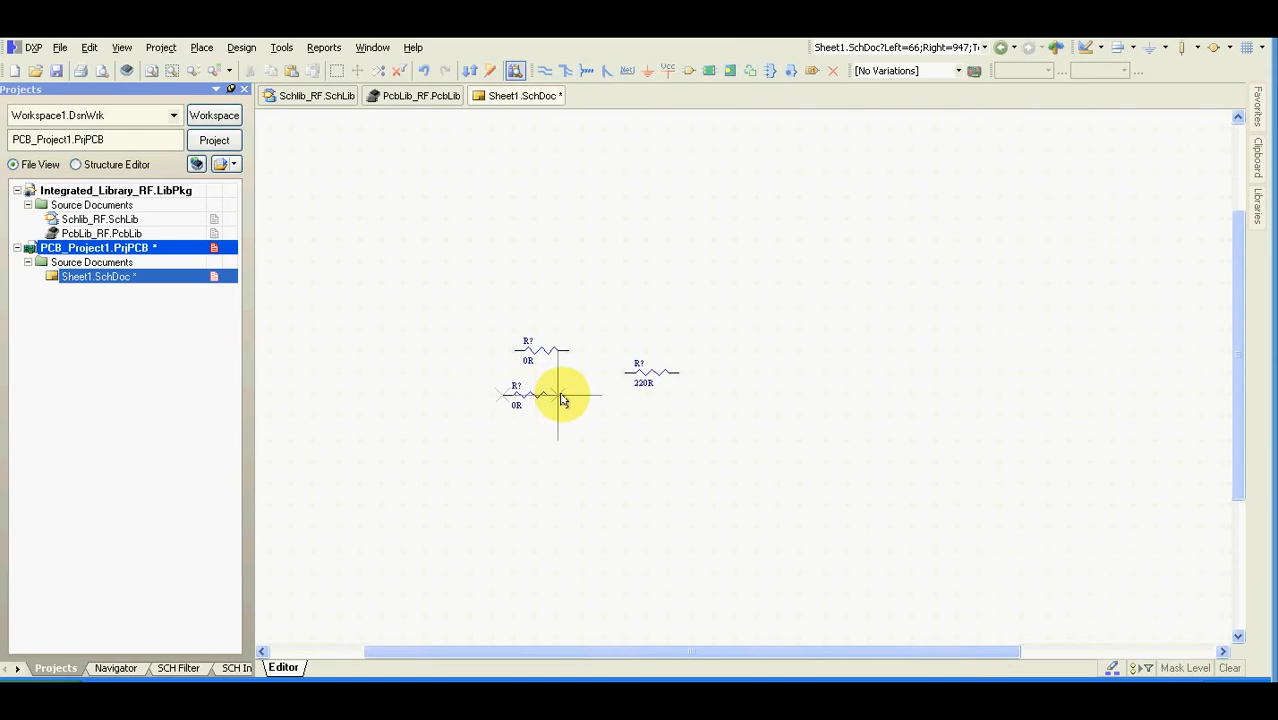 DXP File Edit View Project Place Design Tools Reports Window Help
Sheet1.SchDoc?Left=66;Right=947;T
Net Vcc [No Variations] ... ...
Projects
Schlib_RF.SchLib PcbLib_RF.PcbLib Sheet1.SchDoc *
Workspace1.DsnWrk Workspace
PCB_Project1.PrjPCB Project
File View Structure Editor
Integrated_Library_RF.LibPkg
Source Documents
Schlib_RF.SchLib
PcbLib_RF.PcbLib
PCB_Project1.PrjPCB *
Source Documents
Sheet1.SchDoc *
R?
0R
R?
220R
R?
0R
Favorites
Clipboard
Libraries
Projects Navigator SCH Filter SCH In
Editor
Mask Level Clear